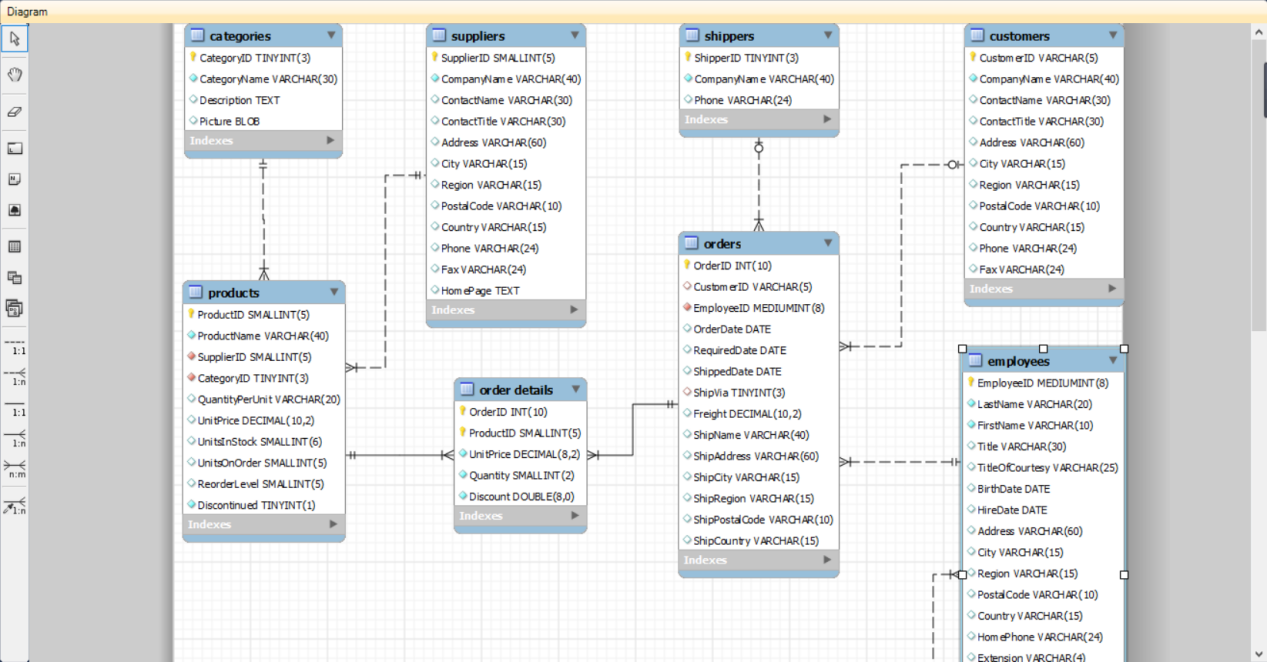 Diagram
categories
CategoryID TINYINT(3)
CategoryName VARCHAR(30)
Description TEXT
Picture BLOB
Indexes
suppliers
SupplierID SMALLINT(5)
CompanyName VARCHAR(40)
ContactName VARCHAR(30)
ContactTitle VARCHAR(30)
Address VARCHAR(60)
City VARCHAR(15)
Region VARCHAR(15)
PostalCode VARCHAR(10)
Country VARCHAR(15)
Phone VARCHAR(24)
Fax VARCHAR(24)
HomePage TEXT
Indexes
shippers
ShipperID TINYINT(3)
CompanyName VARCHAR(40)
Phone VARCHAR(24)
Indexes
customers
CustomerID VARCHAR(5)
CompanyName VARCHAR(40)
ContactName VARCHAR(30)
ContactTitle VARCHAR(30)
Address VARCHAR(60)
City VARCHAR(15)
Region VARCHAR(15)
PostalCode VARCHAR(10)
Country VARCHAR(15)
Phone VARCHAR(24)
Fax VARCHAR(24)
Indexes
products
ProductID SMALLINT(5)
ProductName VARCHAR(40)
SupplierID SMALLINT(5)
CategoryID TINYINT(3)
QuantityPerUnit VARCHAR(20)
UnitPrice DECIMAL(10,2)
UnitsInStock SMALLINT(6)
UnitsOnOrder SMALLINT(5)
ReorderLevel SMALLINT(5)
Discontinued TINYINT(1)
Indexes
order details
OrderID INT(10)
ProductID SMALLINT(5)
UnitPrice DECIMAL(8,2)
Quantity SMALLINT(2)
Discount DOUBLE(8,0)
Indexes
orders
OrderID INT(10)
CustomerID VARCHAR(5)
EmployeeID MEDIUMINT(8)
OrderDate DATE
RequiredDate DATE
ShippedDate DATE
ShipVia TINYINT(3)
Freight DECIMAL(10,2)
ShipName VARCHAR(40)
ShipAddress VARCHAR(60)
ShipCity VARCHAR(15)
ShipRegion VARCHAR(15)
ShipPostalCode VARCHAR(10)
ShipCountry VARCHAR(15)
Indexes
employees
EmployeeID MEDIUMINT(8)
LastName VARCHAR(20)
FirstName VARCHAR(10)
Title VARCHAR(30)
TitleOfCourtesy VARCHAR(25)
BirthDate DATE
HireDate DATE
Address VARCHAR(60)
City VARCHAR(15)
Region VARCHAR(15)
PostalCode VARCHAR(10)
Country VARCHAR(15)
HomePhone VARCHAR(24)
Extension VARCHAR(4)
1:1
1:n
1:1
1:n
n:m
1:n